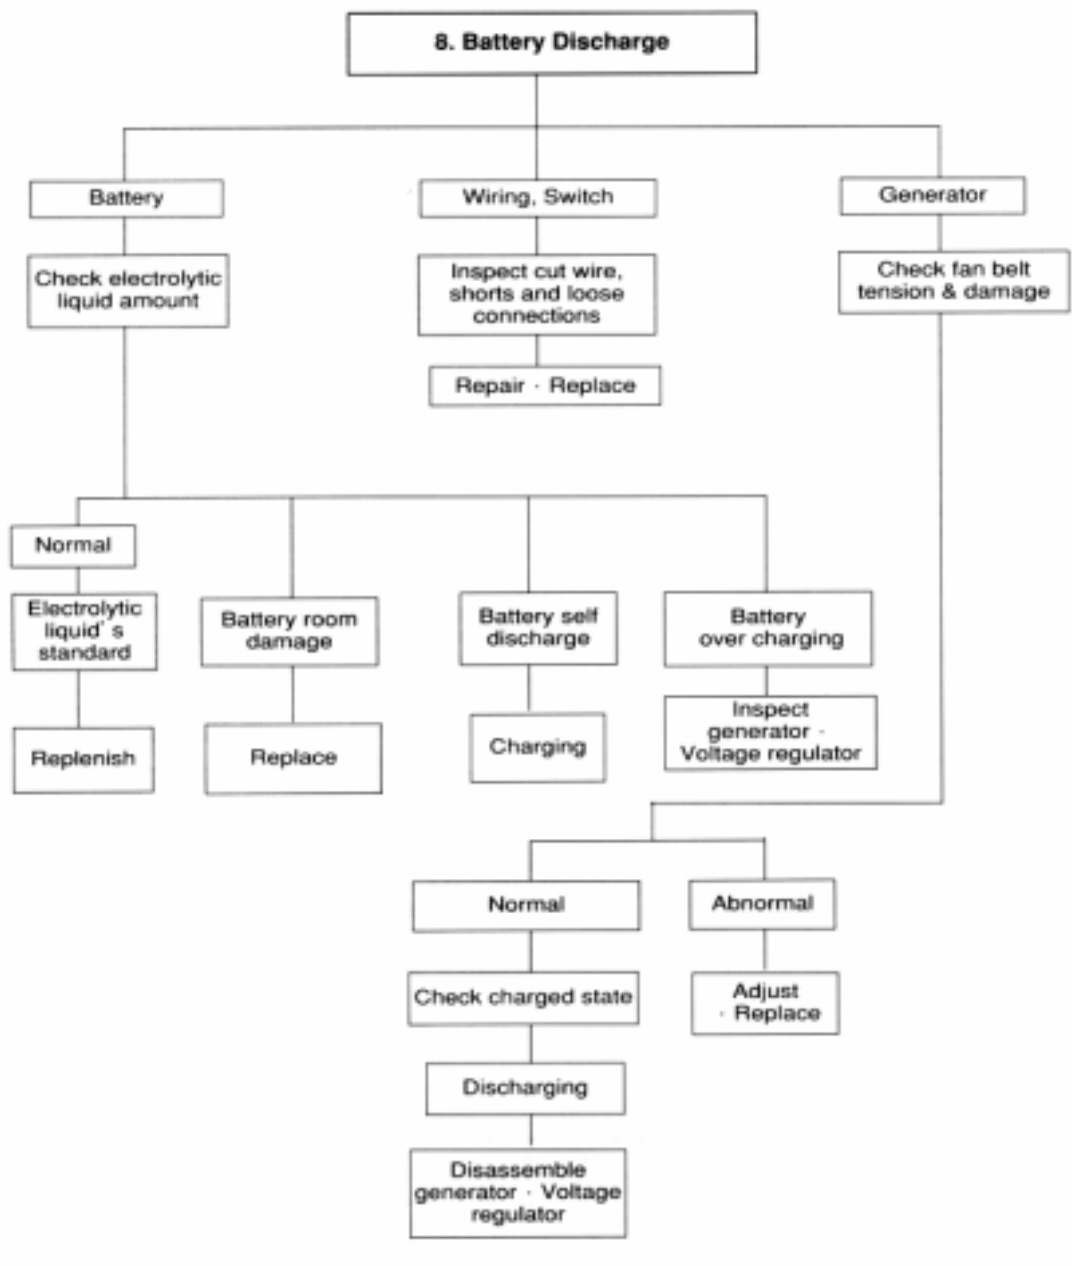 8. Battery Discharge
Battery
Wiring, Switch
Generator
Check electrolytic
liquid amount
Inspect cut wire,
shorts and loose
connections
Check fan belt
tension & damage
Repair · Replace
Normal
Electrolytic
liquid's
standard
Battery room
damage
Battery self
discharge
Battery
over charging
Replenish
Replace
Charging
Inspect
generator ·
Voltage regulator
Normal
Abnormal
Check charged state
Adjust
· Replace
Discharging
Disassemble
generator · Voltage
regulator